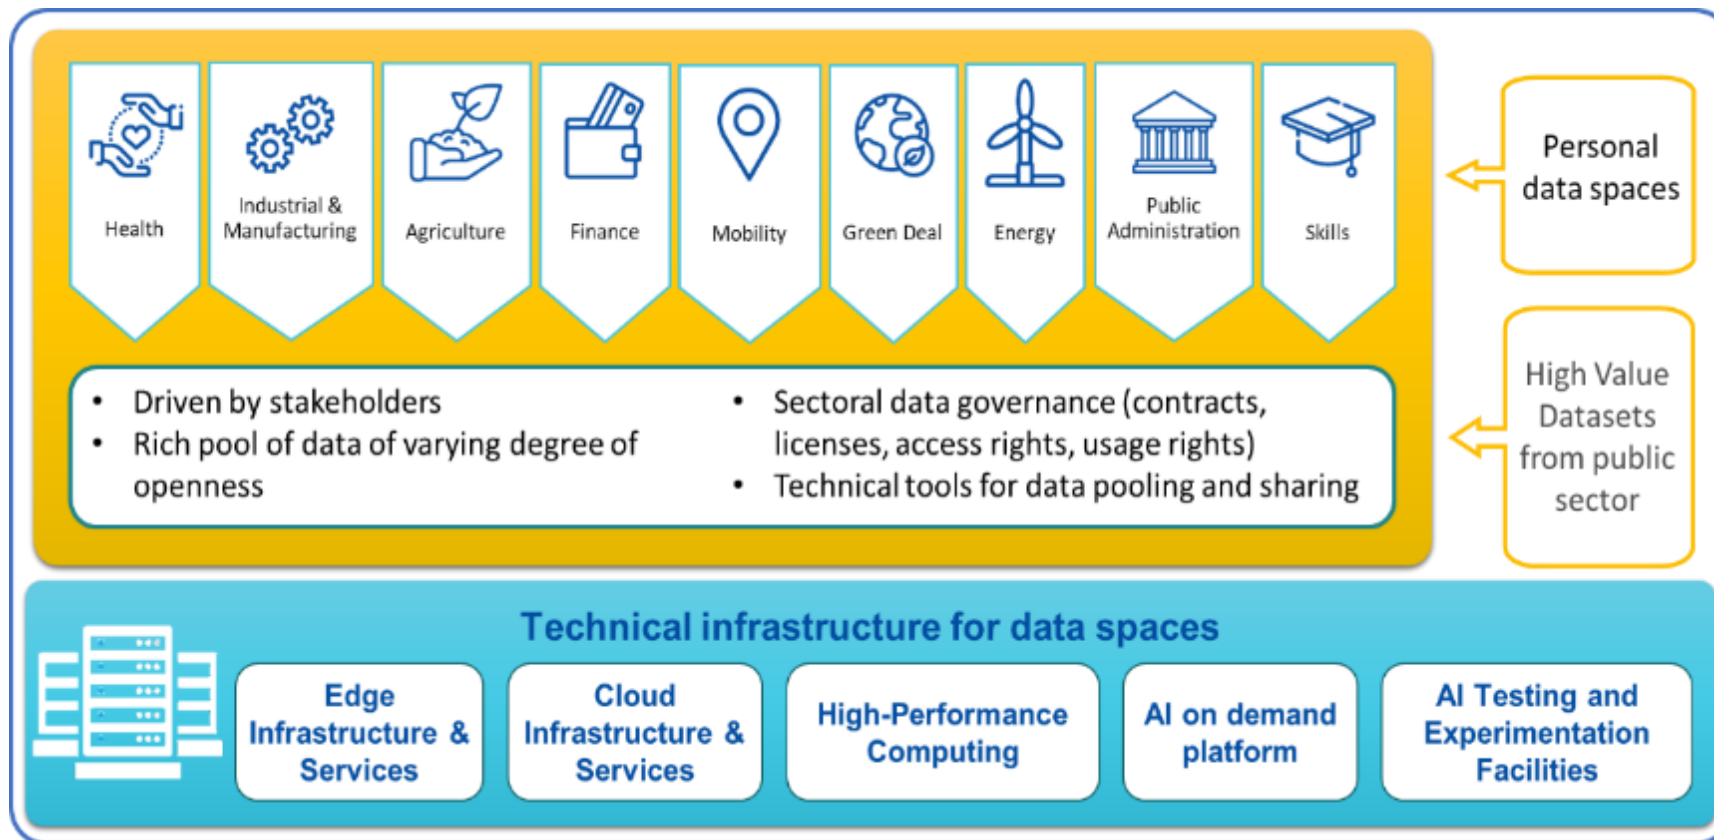 Health
Industrial &
Manufacturing
Agriculture
Finance
Mobility
Green Deal
Energy
Public
Administration
Skills
Personal
data spaces
• Driven by stakeholders
• Rich pool of data of varying degree of
openness
• Sectoral data governance (contracts,
licenses, access rights, usage rights)
• Technical tools for data pooling and sharing
High Value
Datasets
from public
sector
Technical infrastructure for data spaces
Edge
Infrastructure &
Services
Cloud
Infrastructure &
Services
High-Performance
Computing
AI on demand
platform
AI Testing and
Experimentation
Facilities